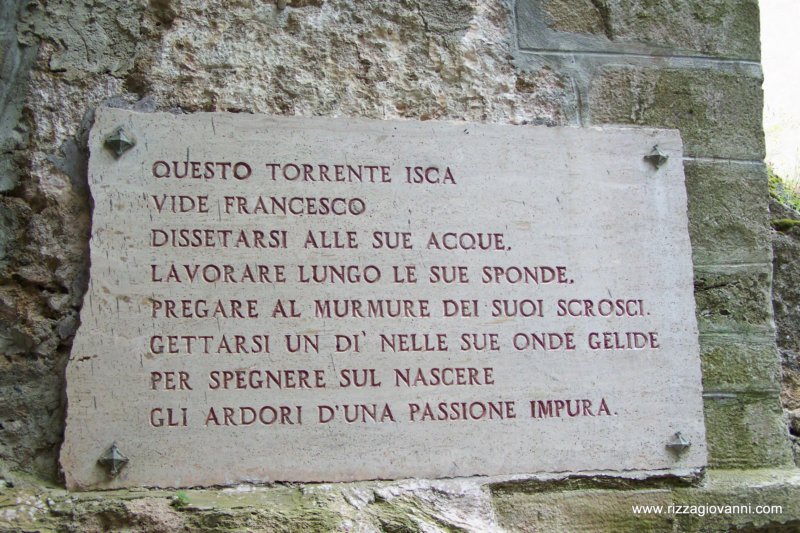 QUESTO TORRENTE ISCA
VIDE FRANCESCO
DISSETARSI ALLE SUE ACQUE,
LAVORARE LUNGO LE SUE SPONDE,
PREGARE AL MURMURE DEI SUOI SCROSCI.
GETTARSI UN DI' NELLE SUE ONDE GELIDE
PER SPEGNERE SUL NASCERE
GLI ARDORI D'UNA PASSIONE IMPURA.
www.rizzagiovanni.com